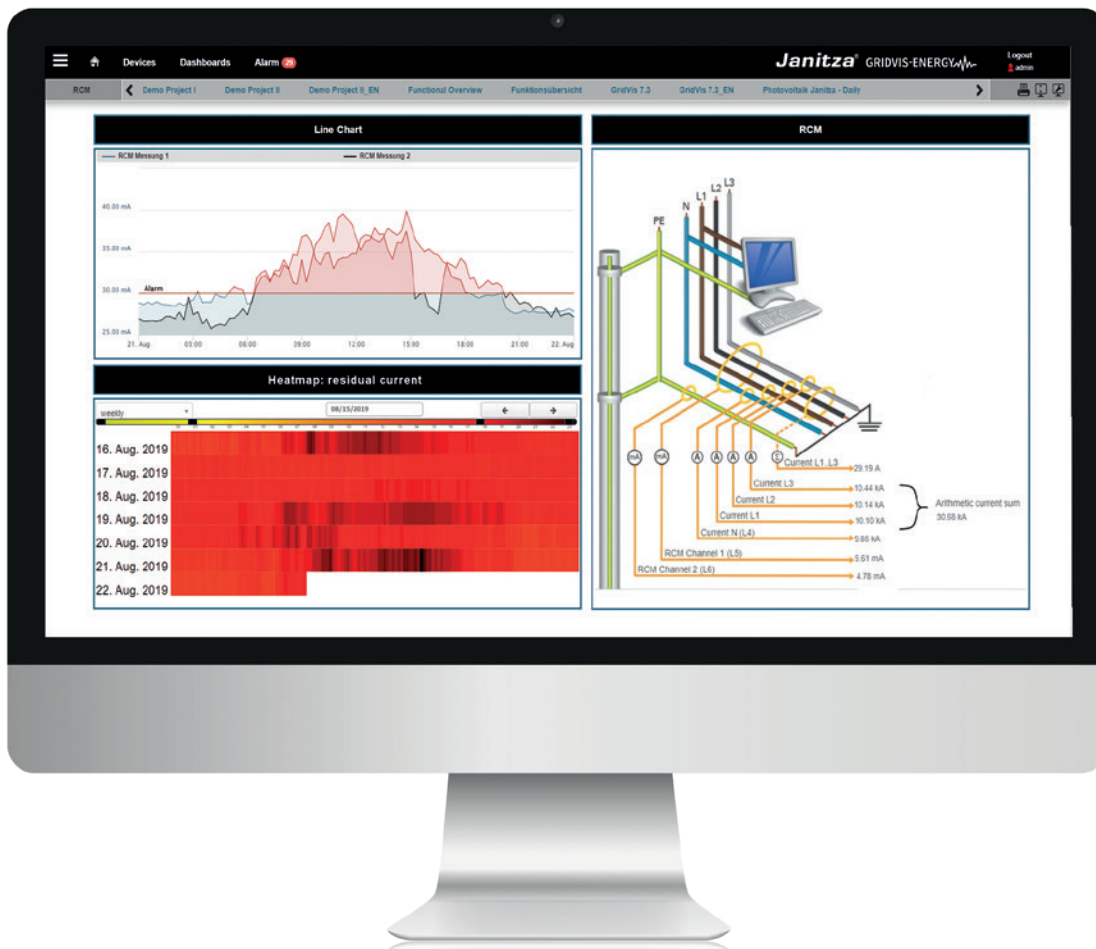 Devices Dashboards Alarm 29 Janitza® GRIDVIS-ENERGY Logout
admin
RCM Demo Project I Demo Project II Demo Project II_EN Functional Overview Funktionsübersicht GridVis 7.3 GridVis 7.3_EN Photovoltaik Janitza - Daily
Line Chart
RCM Messung 1 RCM Messung 2
40.00 mA
35.00 mA
30.00 mA
Alarm
25.00 mA
21. Aug 03:00 06:00 09:00 12:00 15:00 18:00 21:00 22. Aug
Heatmap: residual current
weekly 08/15/2019
16. Aug. 2019
17. Aug. 2019
18. Aug. 2019
19. Aug. 2019
20. Aug. 2019
21. Aug. 2019
22. Aug. 2019
RCM
PE N L1 L2 L3
mA mA A A A A Σ
Current L1..L3 29.19 A
Current L3 10.44 kA
Current L2 10.14 kA
Current L1 10.10 kA
Arithmetic current sum
30.68 kA
Current N (L4) 9.86 kA
RCM Channel 1 (L5) 9.61 mA
RCM Channel 2 (L6) 4.78 mA